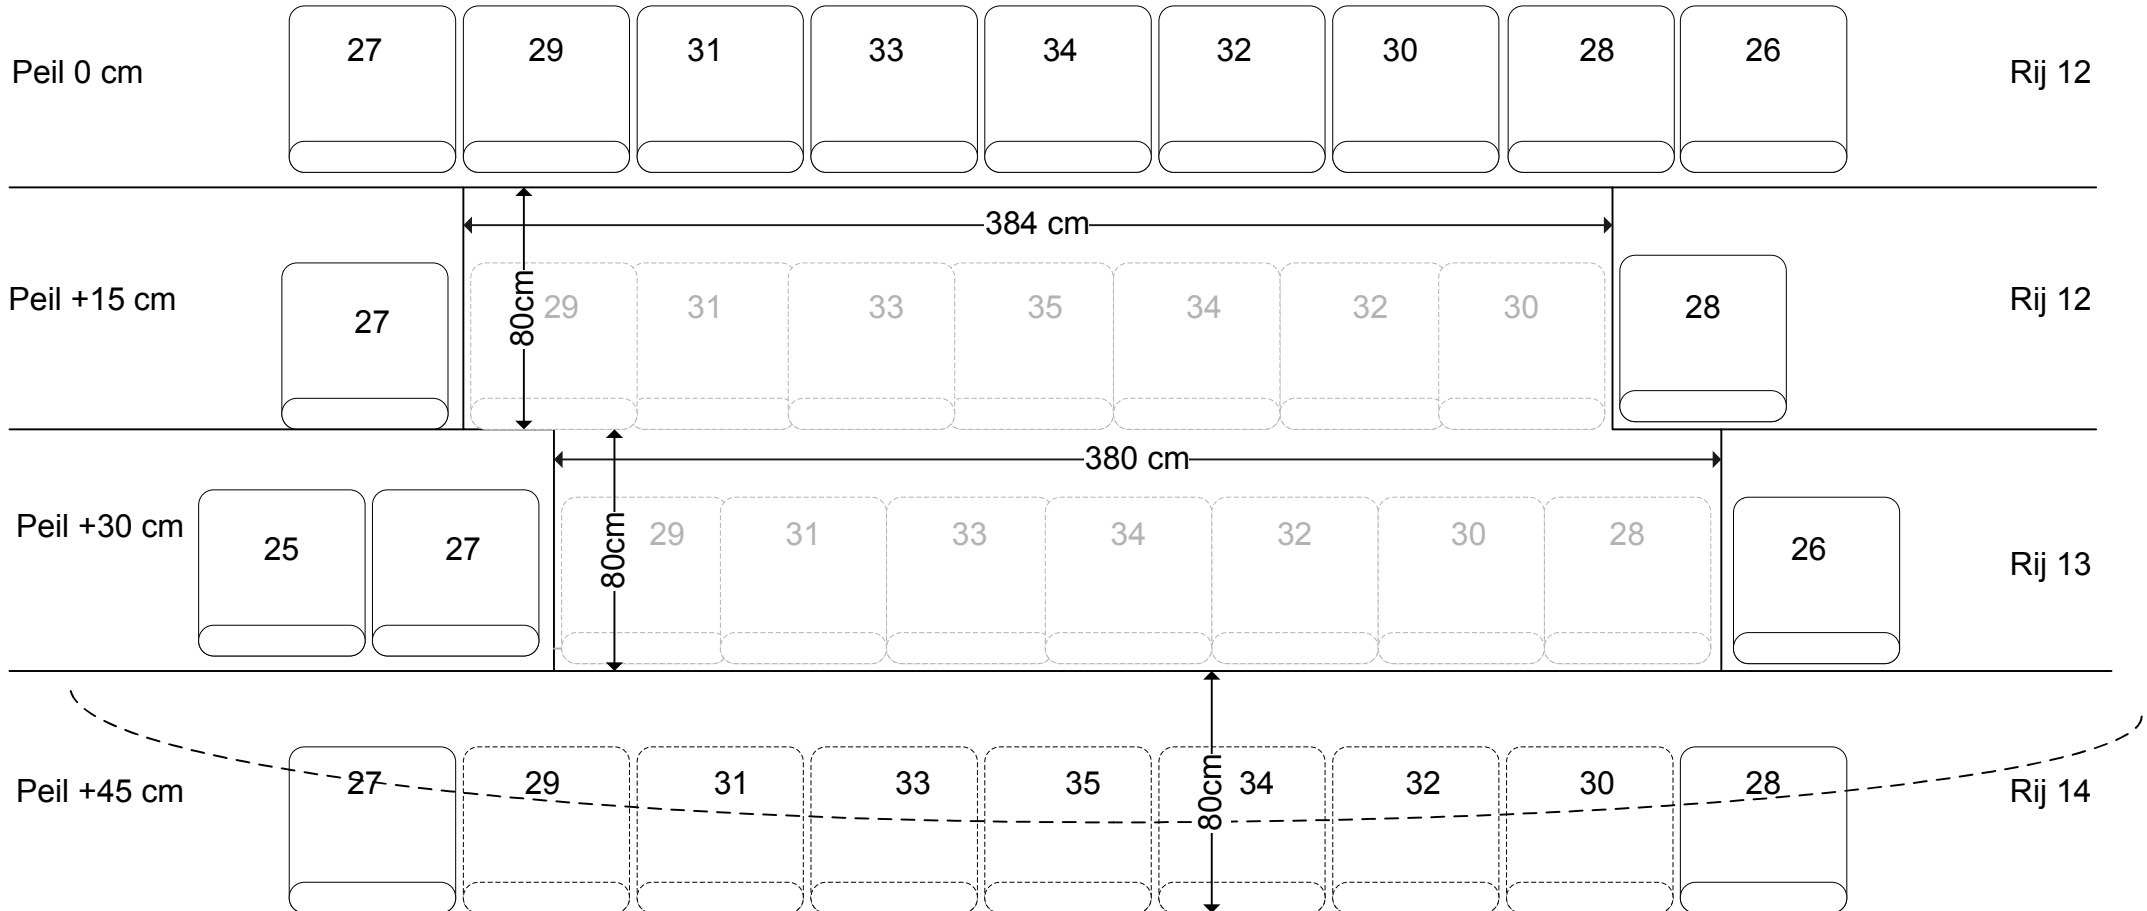 27 29 31 33 34 32 30 28 26
Peil 0 cm Rij 12
384 cm
Peil +15 cm 27 80cm 29 31 33 35 34 32 30 28 Rij 12
380 cm
Peil +30 cm 25 27 80cm 29 31 33 34 32 30 28 26 Rij 13
Peil +45 cm 27 29 31 33 35 80cm 34 32 30 28 Rij 14